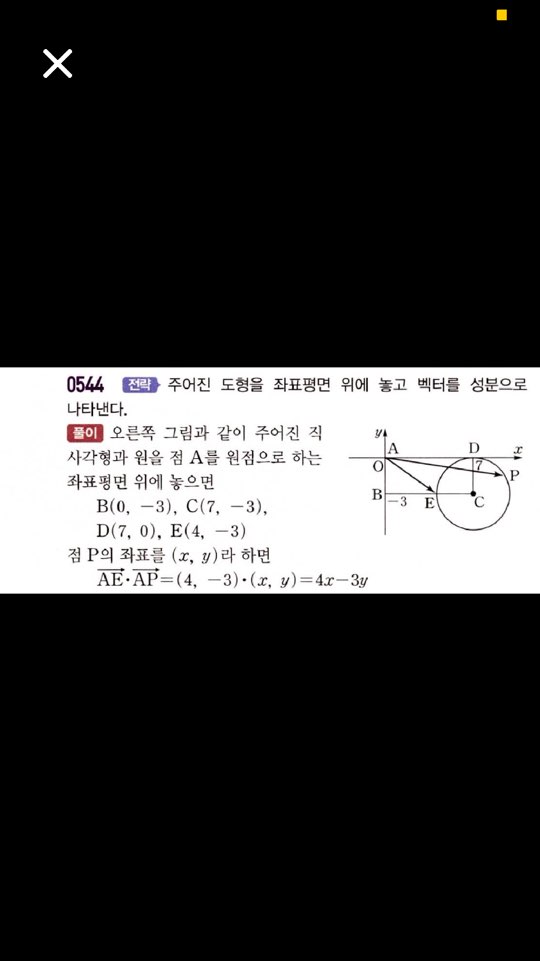 0544 전략 주어진 도형을 좌표평면 위에 놓고 벡터를 성분으로
나타낸다.
풀이 오른쪽 그림과 같이 주어진 직
사각형과 원을 점 A를 원점으로 하는
좌표평면 위에 놓으면
B(0, −3), C(7, −3),
D(7, 0), E(4, −3)
점 P의 좌표를 (x, y)라 하면
AE·AP=(4, −3)·(x, y)=4x−3y
y
A D x
O 7 P
B −3 E C